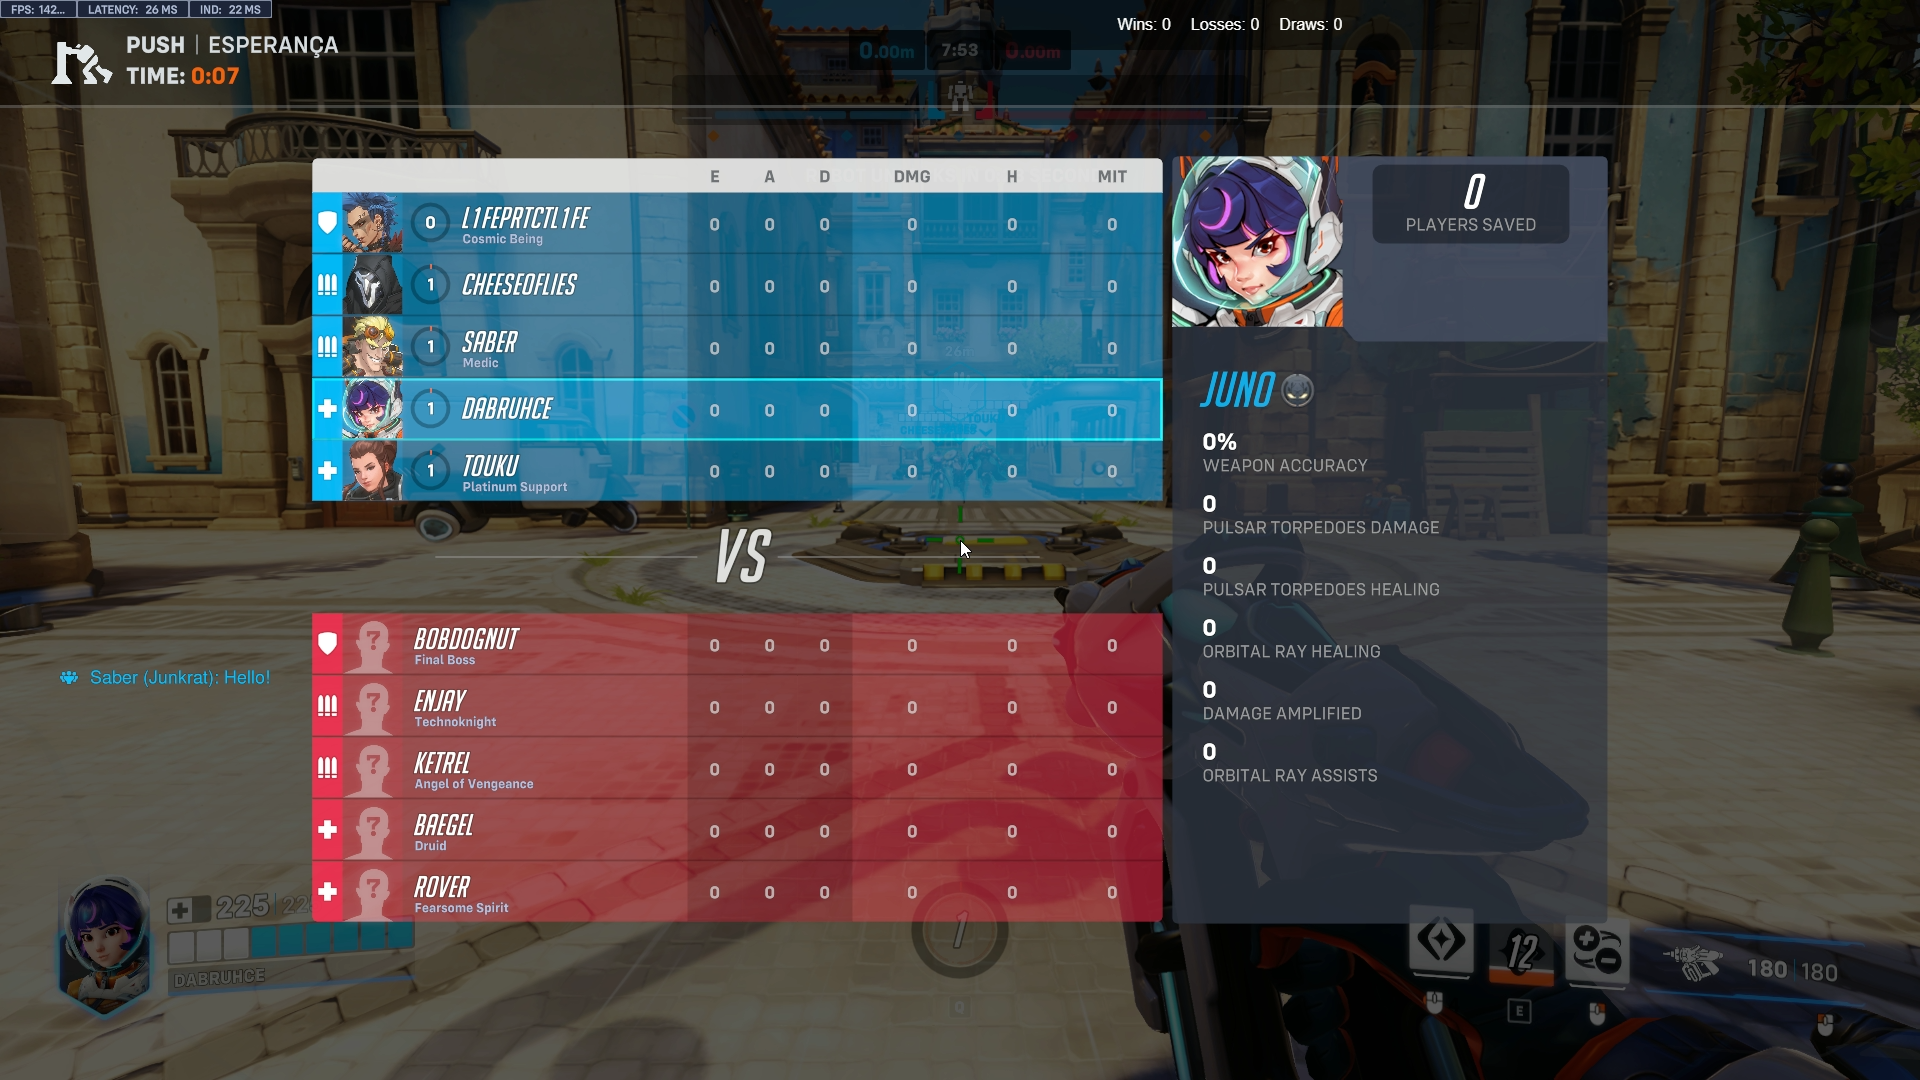 FPS: 142... LATENCY: 26 MS IND: 22 MS
PUSH | ESPERANÇA
TIME: 0:07
Wins: 0 Losses: 0 Draws: 0
0.00m 7:53 0.00m
E A D DMG H MIT
0 L1FEPRTCTL1FE 0 0 0 0 0 0
Cosmic Being
1 CHEESEOFLIES 0 0 0 0 0 0
1 SABER 0 0 0 0 0 0
Medic
1 DABRUHCE 0 0 0 0 0 0
1 TOUKU 0 0 0 0 0 0
Platinum Support
VS
BOBDOGNUT 0 0 0 0 0 0
Final Boss
ENJAY 0 0 0 0 0 0
Technoknight
KETREL 0 0 0 0 0 0
Angel of Vengeance
BAEGEL 0 0 0 0 0 0
Druid
ROVER 0 0 0 0 0 0
Fearsome Spirit
0
PLAYERS SAVED
JUNO
0%
WEAPON ACCURACY
0
PULSAR TORPEDOES DAMAGE
0
PULSAR TORPEDOES HEALING
0
ORBITAL RAY HEALING
0
DAMAGE AMPLIFIED
0
ORBITAL RAY ASSISTS
Saber (Junkrat): Hello!
225
DABRUHCE
1
Q
12
E
180 | 180